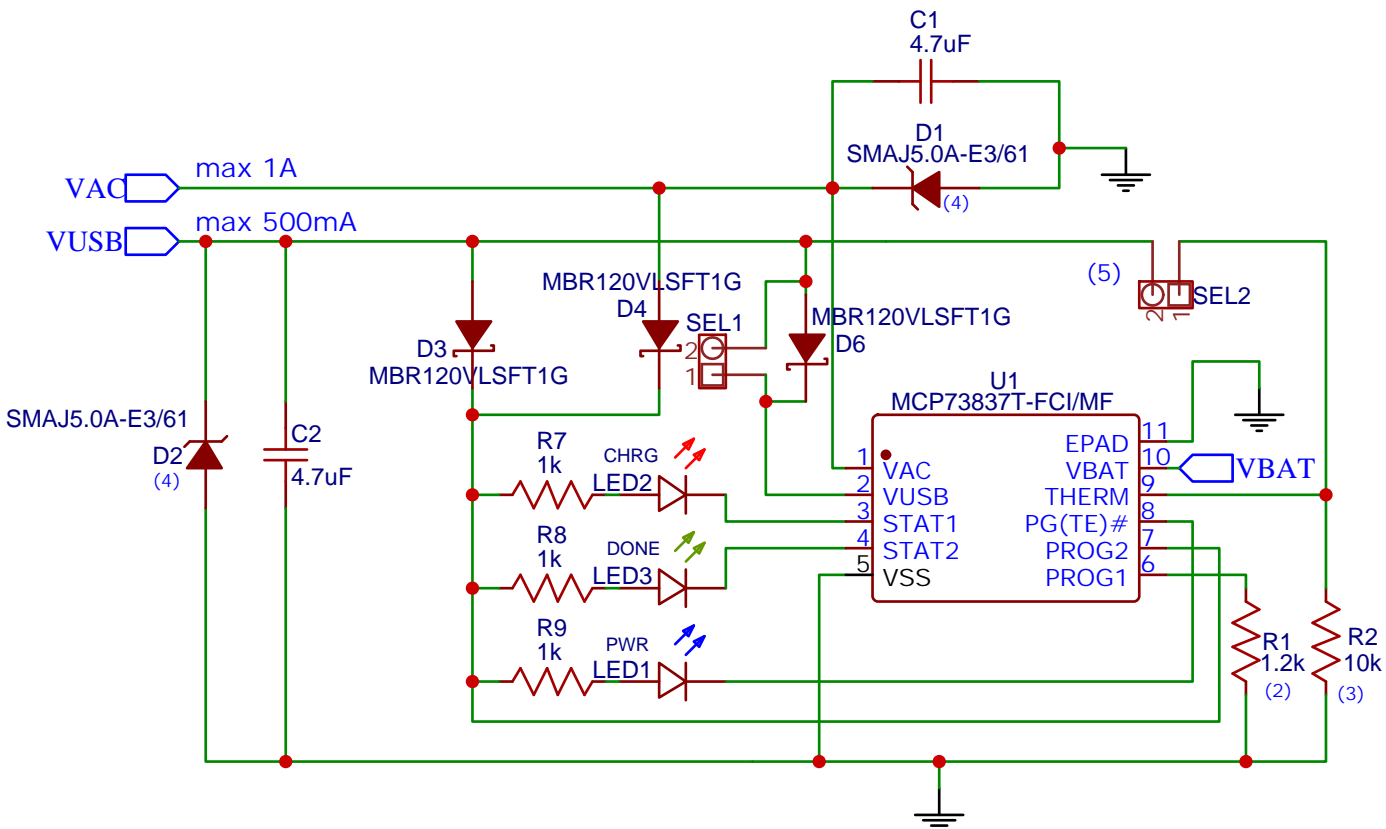 C1
4.7uF
D1
SMAJ5.0A-E3/61
(4)
VAC
max 1A
VUSB
max 500mA
(5)
SEL2
2
1
MBR120VLSFT1G
D4
SEL1
2
1
MBR120VLSFT1G
D6
D3
MBR120VLSFT1G
SMAJ5.0A-E3/61
D2
(4)
C2
4.7uF
U1
MCP73837T-FCI/MF
1
VAC
2
VUSB
3
STAT1
4
STAT2
5
VSS
EPAD
11
VBAT
10
THERM
9
PG(TE)#
8
PROG2
7
PROG1
6
VBAT
R7
1k
CHRG
LED2
R8
1k
DONE
LED3
R9
1k
PWR
LED1
R1
1.2k
(2)
R2
10k
(3)